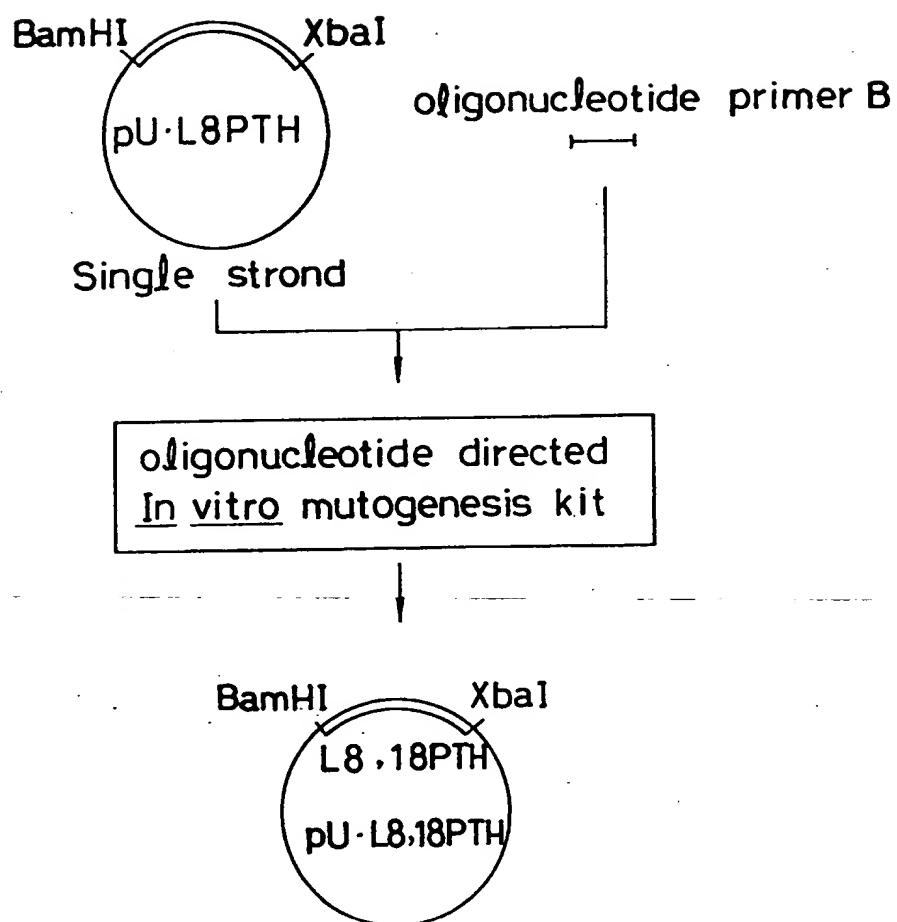 BamHI XbaI
oligonucleotide primer B
pU·L8PTH
Single strond
oligonucleotide directed
In vitro mutogenesis kit
BamHI XbaI
L8,18PTH
pU·L8,18PTH